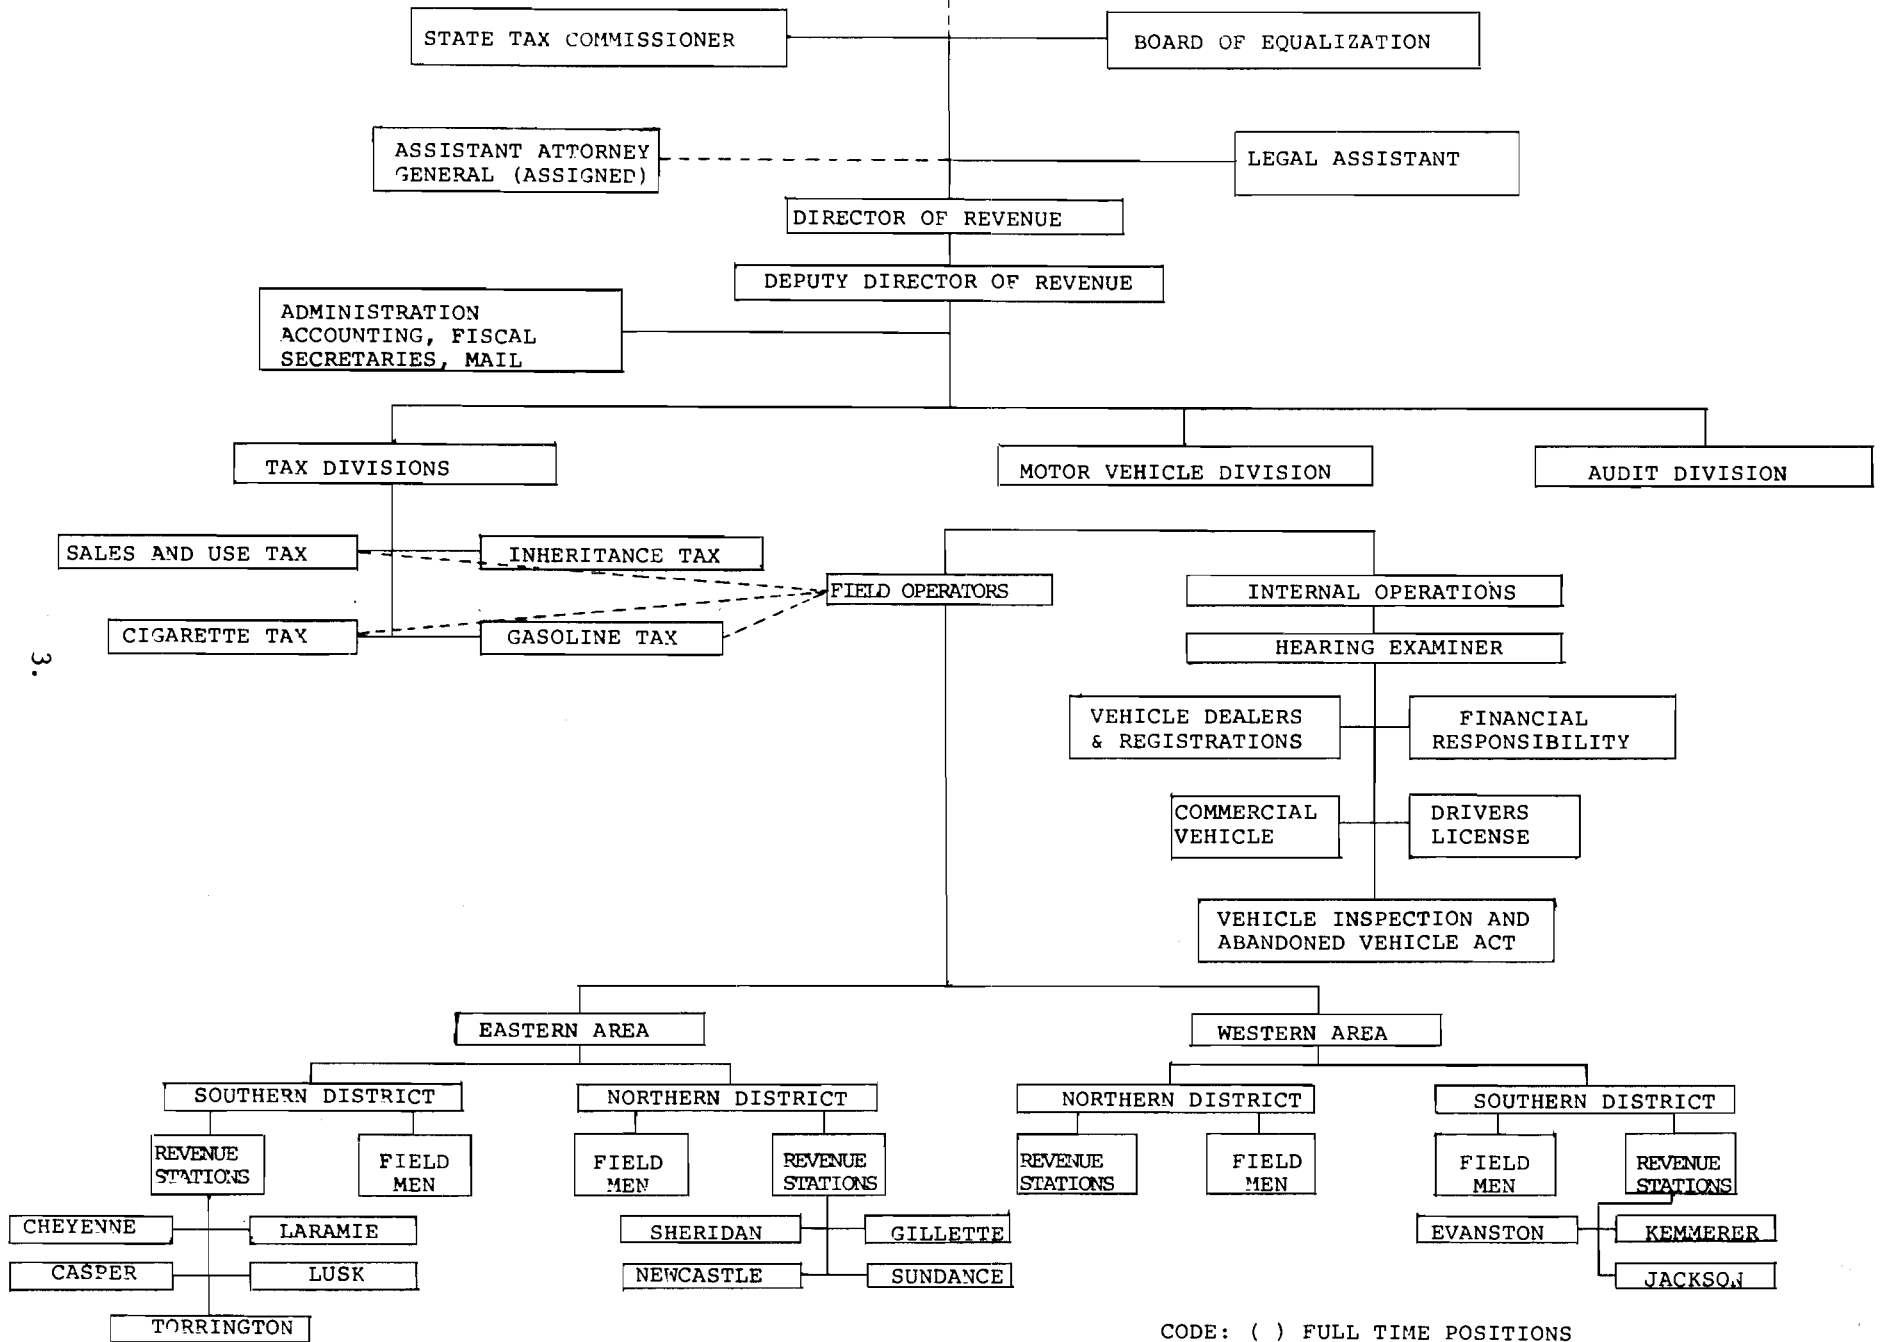 STATE TAX COMMISSIONER
BOARD OF EQUALIZATION
ASSISTANT ATTORNEY
GENERAL (ASSIGNED)
LEGAL ASSISTANT
DIRECTOR OF REVENUE
DEPUTY DIRECTOR OF REVENUE
ADMINISTRATION
ACCOUNTING, FISCAL
SECRETARIES, MAIL
TAX DIVISIONS
MOTOR VEHICLE DIVISION
AUDIT DIVISION
SALES AND USE TAX
INHERITANCE TAX
CIGARETTE TAX
GASOLINE TAX
FIELD OPERATORS
INTERNAL OPERATIONS
HEARING EXAMINER
VEHICLE DEALERS
& REGISTRATIONS
FINANCIAL
RESPONSIBILITY
COMMERCIAL
VEHICLE
DRIVERS
LICENSE
VEHICLE INSPECTION AND
ABANDONED VEHICLE ACT
3.
EASTERN AREA
WESTERN AREA
SOUTHERN DISTRICT
NORTHERN DISTRICT
NORTHERN DISTRICT
SOUTHERN DISTRICT
REVENUE
STATIONS
FIELD
MEN
FIELD
MEN
REVENUE
STATIONS
REVENUE
STATIONS
FIELD
MEN
FIELD
MEN
REVENUE
STATIONS
CHEYENNE
LARAMIE
CASPER
LUSK
TORRINGTON
SHERIDAN
GILLETTE
NEWCASTLE
SUNDANCE
EVANSTON
KEMMERER
JACKSON
CODE: ( ) FULL TIME POSITIONS